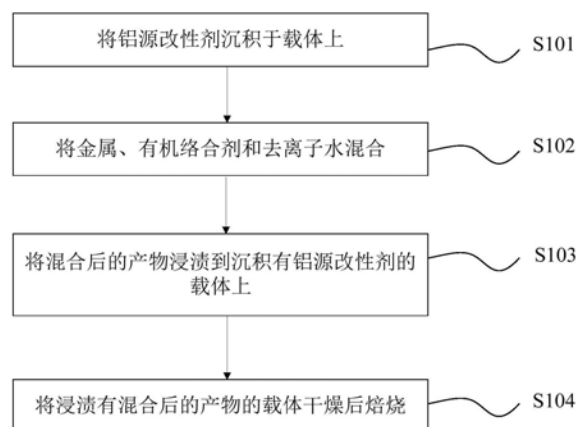 将铝源改性剂沉积于载体上
S101
将金属、有机络合剂和去离子水混合
S102
将混合后的产物浸渍到沉积有铝源改性剂的
载体上
S103
将浸渍有混合后的产物的载体干燥后焙烧
S104